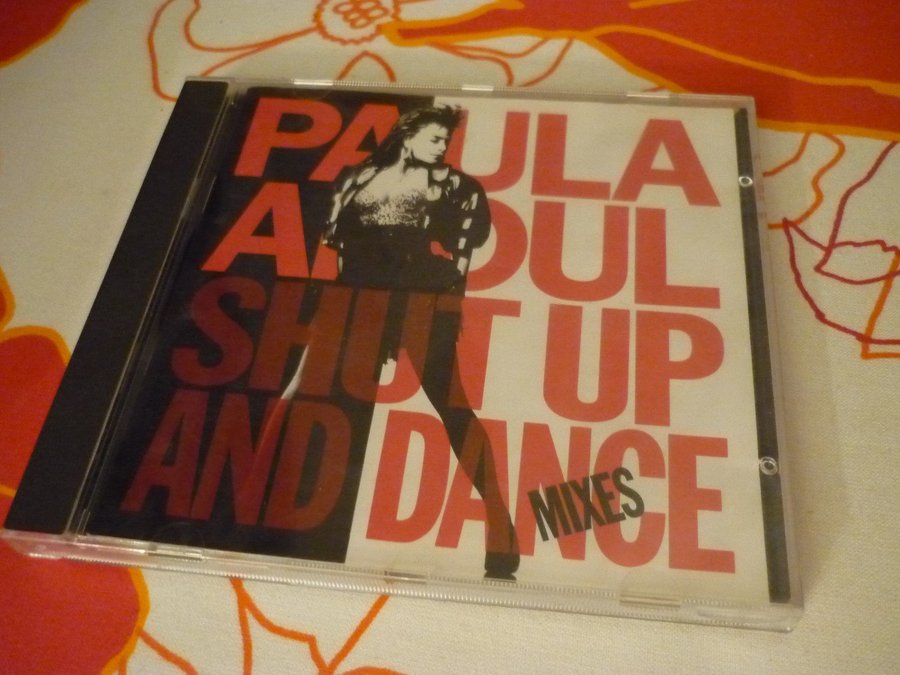 PAULA
ABDUL
SHUT UP
AND DANCE
MIXES